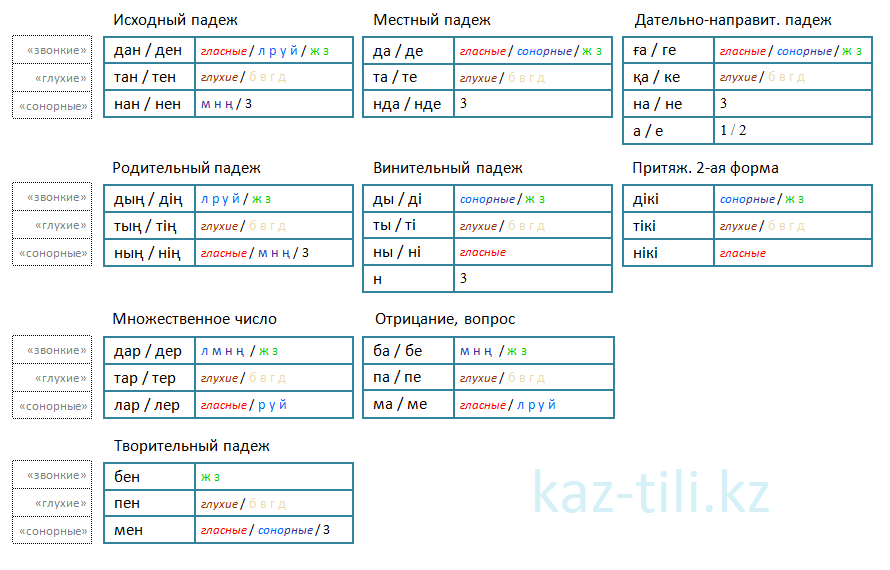 Исходный падеж Местный падеж Дательно-направит. падеж
«звонкие» дан / ден гласные / л р у й / ж з да / де гласные / сонорные / ж з ға / ге гласные / сонорные / ж з
«глухие» тан / тен глухие / б в г д та / те глухие / б в г д қа / ке глухие / б в г д
«сонорные» нан / нен м н ң / 3 нда / нде 3 на / не 3
а / е 1 / 2
Родительный падеж Винительный падеж Притяж. 2-ая форма
«звонкие» дың / дің л р у й / ж з ды / ді сонорные / ж з дікі сонорные / ж з
«глухие» тың / тің глухие / б в г д ты / ті глухие / б в г д тікі глухие / б в г д
«сонорные» ның / нің гласные / м н ң / 3 ны / ні гласные нікі гласные
н 3
Множественное число Отрицание, вопрос
«звонкие» дар / дер л м н ң / ж з ба / бе м н ң / ж з
«глухие» тар / тер глухие / б в г д па / пе глухие / б в г д
«сонорные» лар / лер гласные / р у й ма / ме гласные / л р у й
Творительный падеж
«звонкие» бен ж з
«глухие» пен глухие / б в г д
«сонорные» мен гласные / сонорные / 3
kaz-tili.kz